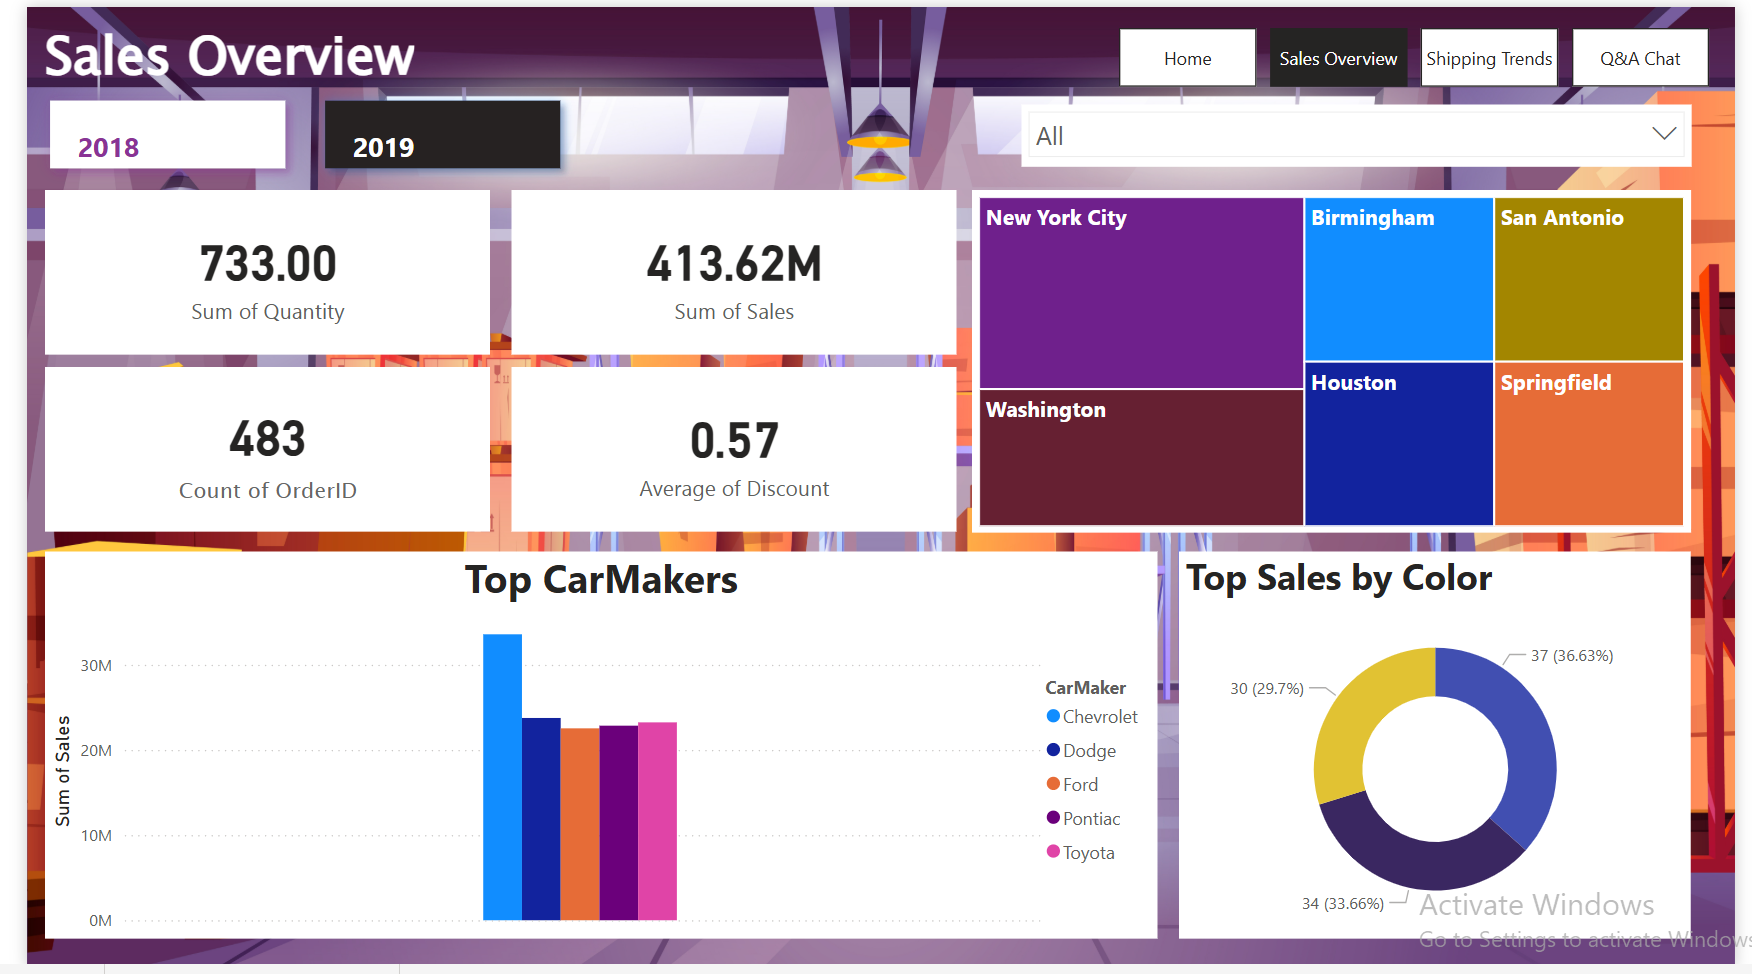 Sales Overview
Home
Sales Overview
Shipping Trends
Q&A Chat
2018
2019
All
733.00
Sum of Quantity
413.62M
Sum of Sales
483
Count of OrderID
0.57
Average of Discount
New York City
Birmingham
San Antonio
Washington
Houston
Springfield
Top CarMakers
Sum of Sales
30M
20M
10M
0M
CarMaker
Chevrolet
Dodge
Ford
Pontiac
Toyota
Top Sales by Color
37 (36.63%)
30 (29.7%)
34 (33.66%)
Activate Windows
Go to Settings to activate Windows